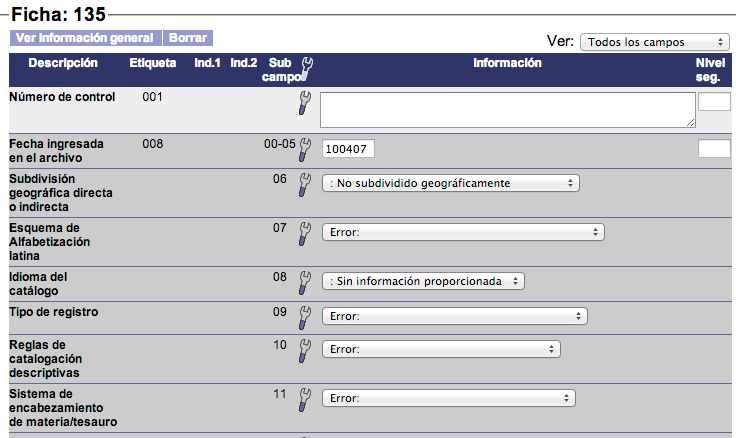 Ficha: 135
Ver información general Borrar
Ver: Todos los campos
Descripción Etiqueta Ind.1 Ind.2 Sub campo Información Nivel seg.
Número de control 001
Fecha ingresada 008 00-05 100407
en el archivo
Subdivisión 06 : No subdividido geográficamente
geográfica directa
o indirecta
Esquema de 07 Error:
Alfabetización
latina
Idioma del 08 : Sin información proporcionada
catálogo
Tipo de registro 09 Error:
Reglas de 10 Error:
catalogación
descriptivas
Sistema de 11 Error:
encabezamiento
de materia/tesauro